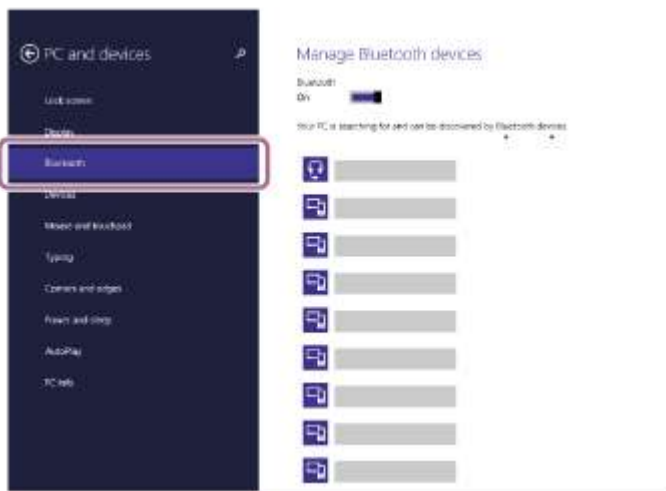 PC and devices
Lock screen
Display
Bluetooth
Devices
Mouse and touchpad
Typing
Corners and edges
Power and sleep
AutoPlay
PC info
Manage Bluetooth devices
Bluetooth
On
Your PC is searching for and can be discovered by Bluetooth devices